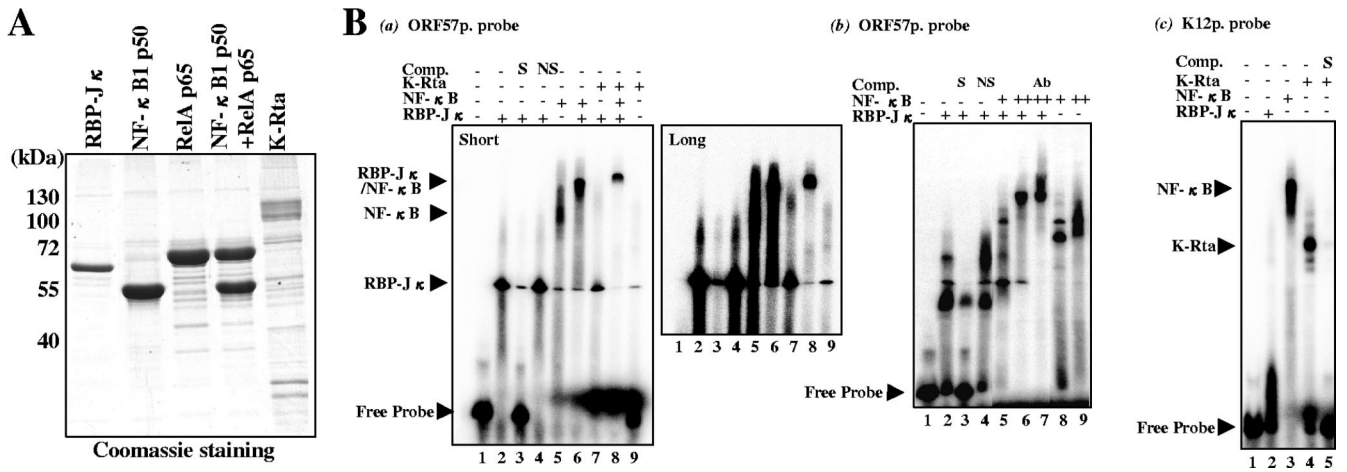 A
RBP-J κ
NF- κ B1 p50
RelA p65
NF- κ B1 p50
+RelA p65
K-Rta
(kDa)
130
100
72
55
40
Coomassie staining
B
(a) ORF57p. probe
Comp. - - S NS - - - - -
K-Rta - - - - - - + + +
NF- κ B - - - - + + - + -
RBP-J κ - + + + - + + + -
Short
Long
RBP-J κ
/NF- κ B
NF- κ B
RBP-J κ
Free Probe
1 2 3 4 5 6 7 8 9
1 2 3 4 5 6 7 8 9
(b) ORF57p. probe
Comp. - - S NS - - Ab - -
NF- κ B - - - - + ++ ++ + ++
RBP-J κ - + + + + + + - -
Free Probe
1 2 3 4 5 6 7 8 9
(c) K12p. probe
Comp. - - - - S
K-Rta - - - + +
NF- κ B - - + - -
RBP-J κ - + - - -
NF- κ B
K-Rta
Free Probe
1 2 3 4 5